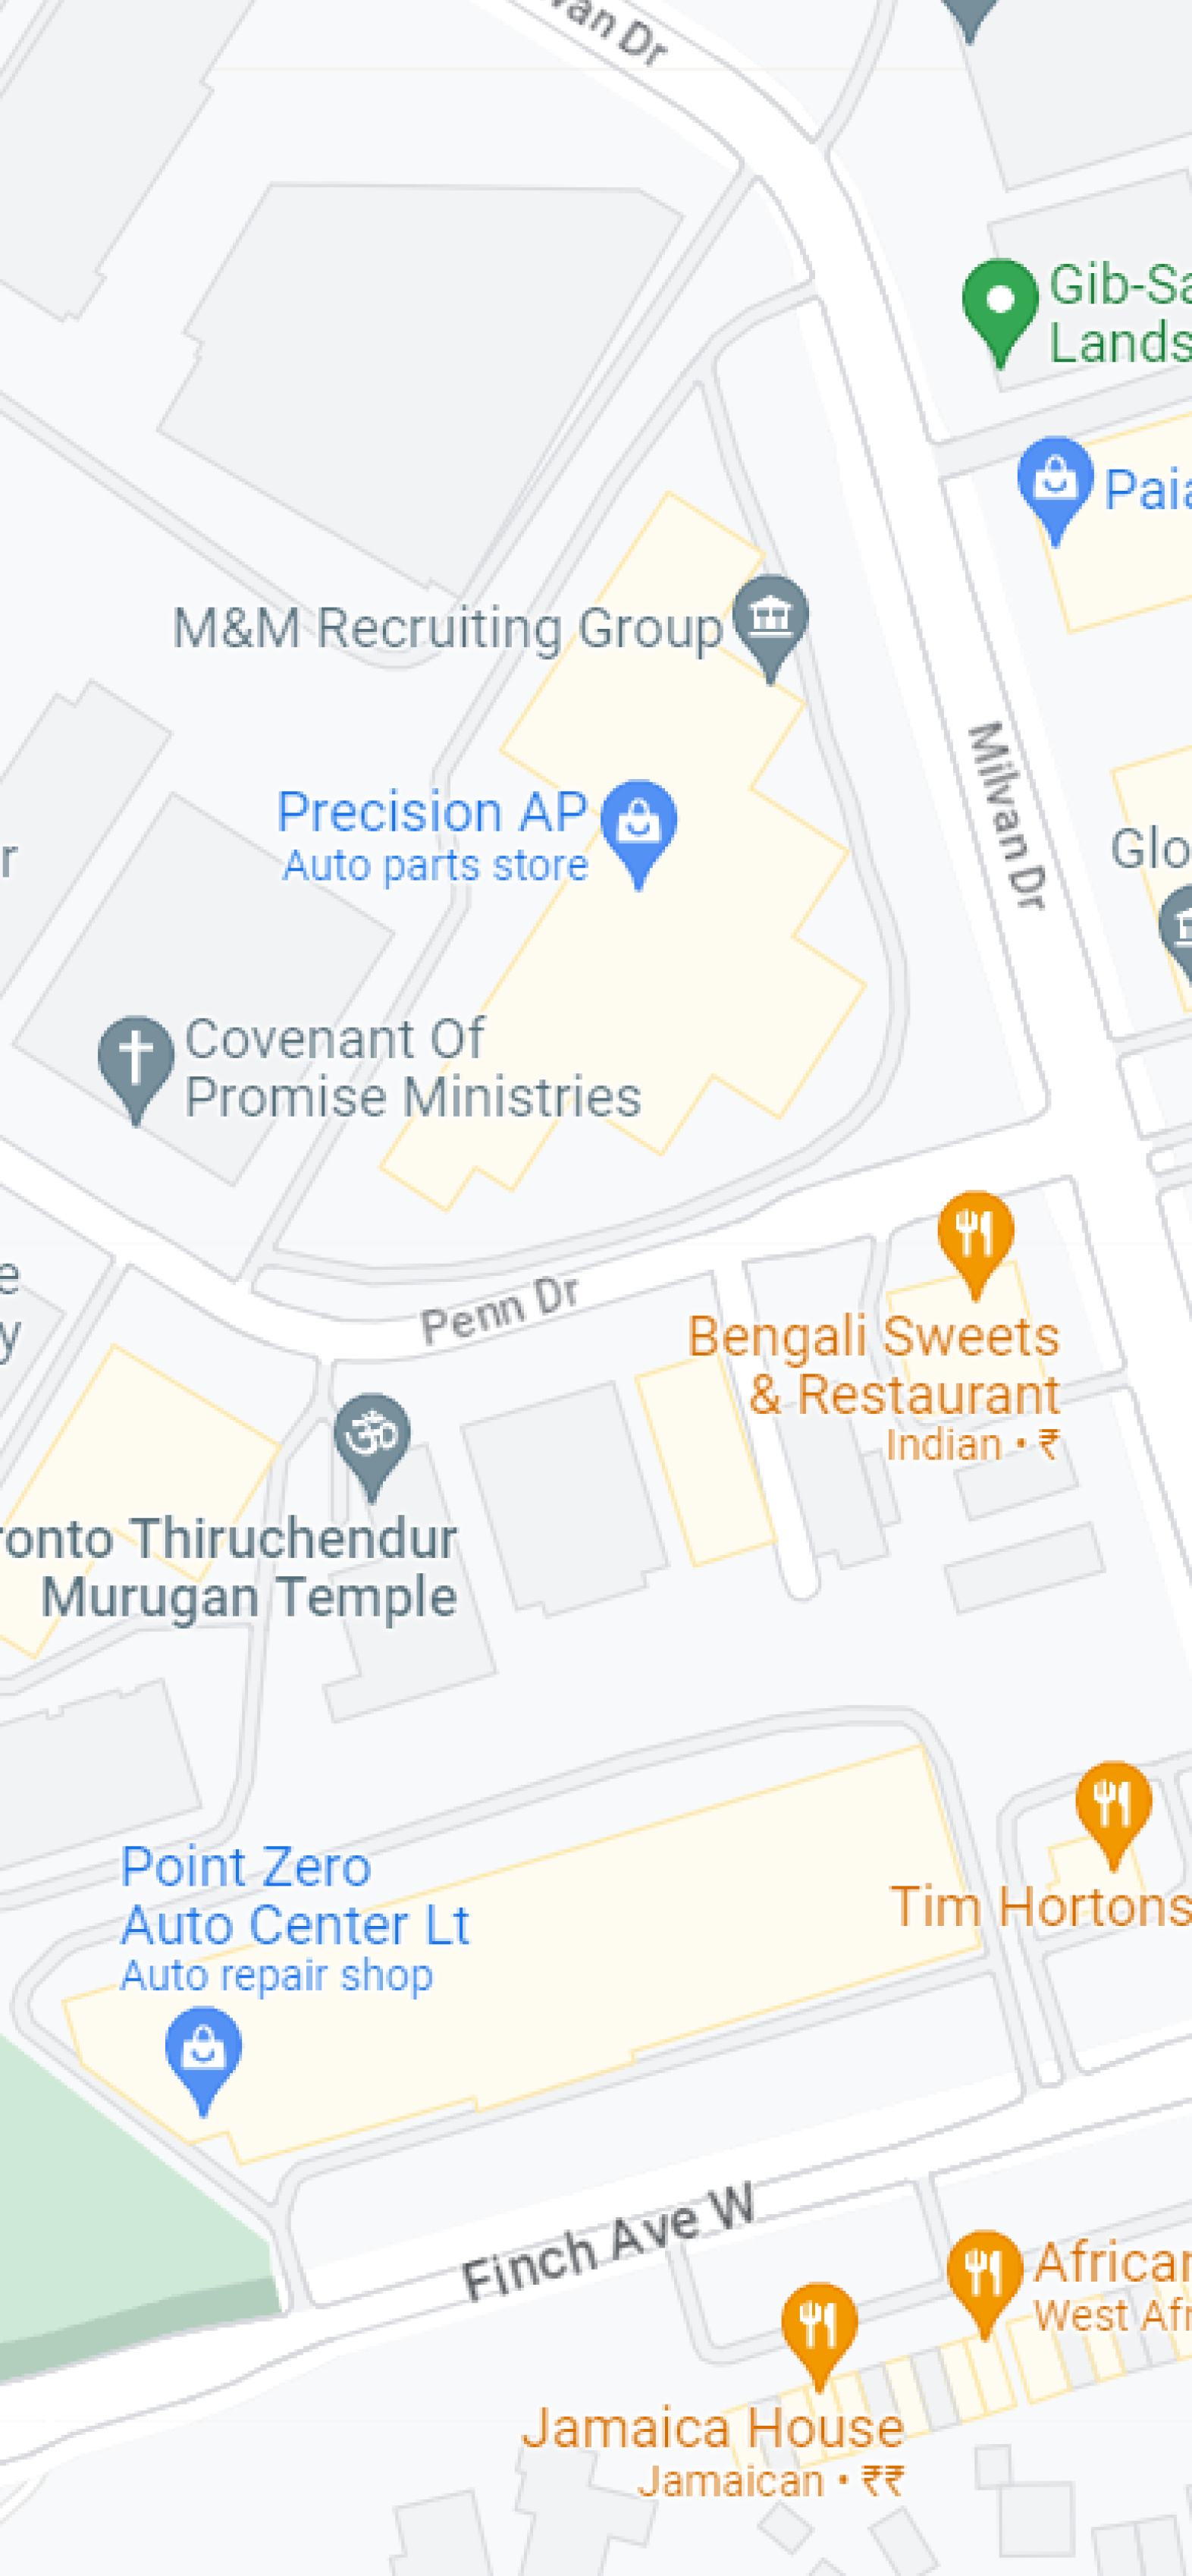 van Dr
Gib-Sa
Lands
Paia
M&M Recruiting Group
Milvan Dr
Precision AP
Auto parts store
r
Glo
Covenant Of
Promise Ministries
e
y
Penn Dr
Bengali Sweets
& Restaurant
Indian • ₹
ronto Thiruchendur
Murugan Temple
Tim Hortons
Point Zero
Auto Center Lt
Auto repair shop
Finch Ave W
African
West Afr
Jamaica House
Jamaican • ₹₹